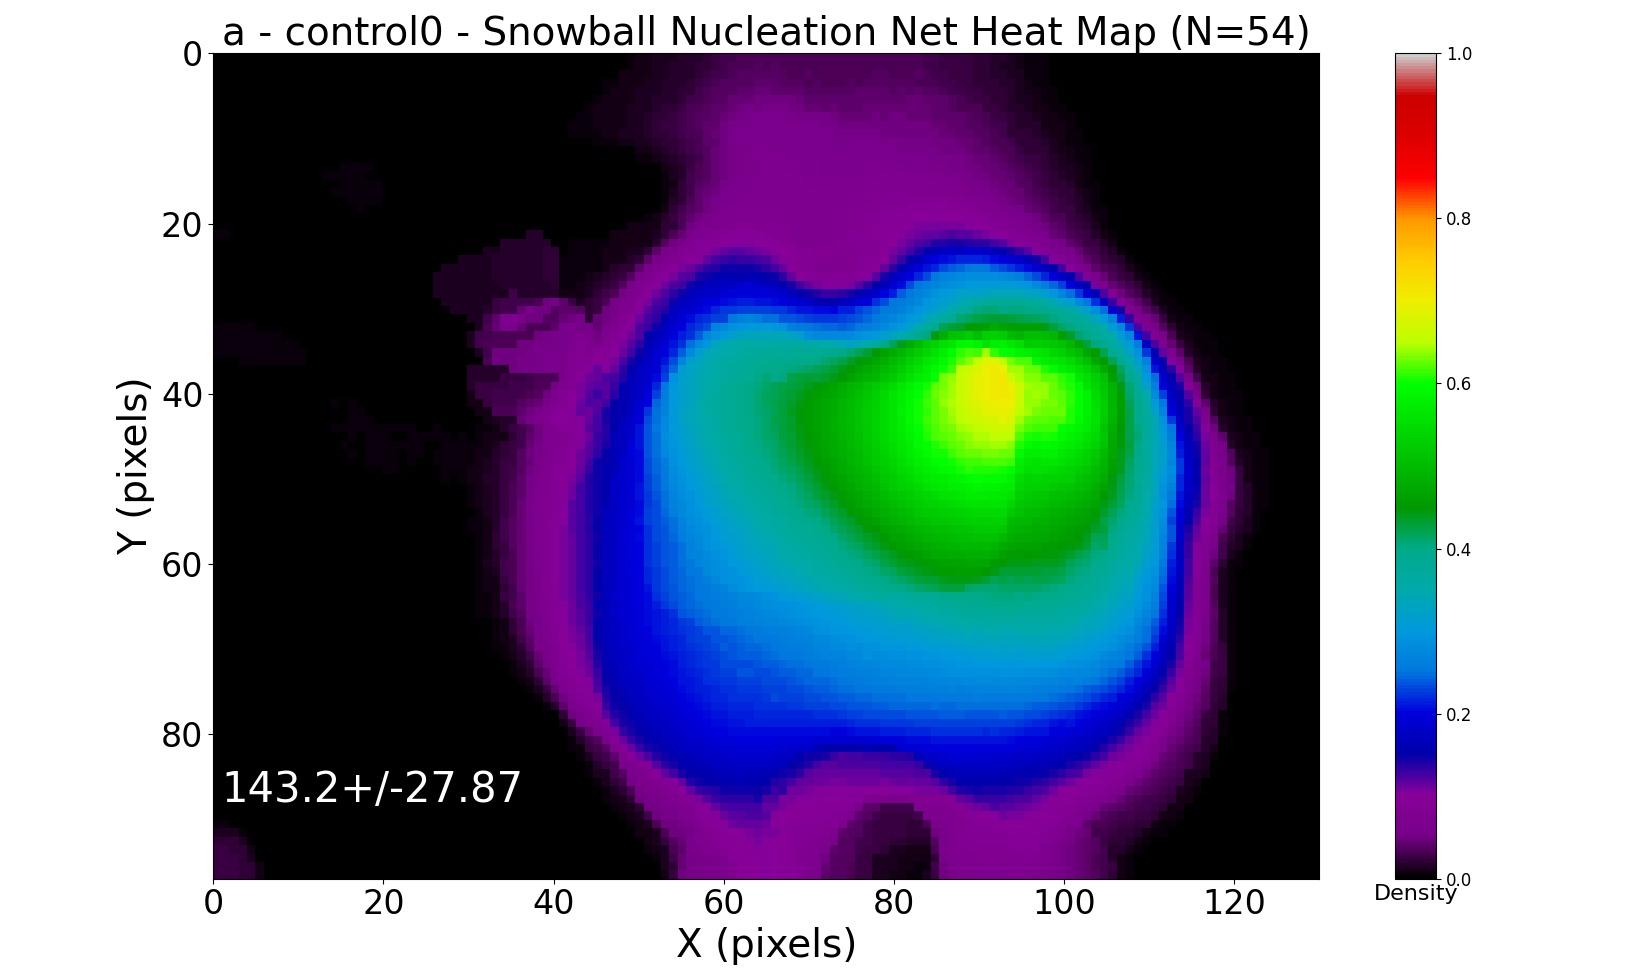 a - control0 - Snowball Nucleation Net Heat Map (N=54)
0
20
40
60
80
Y (pixels)
143.2+/-27.87
0 20 40 60 80 100 120
X (pixels)
1.0
0.8
0.6
0.4
0.2
0.0
Density